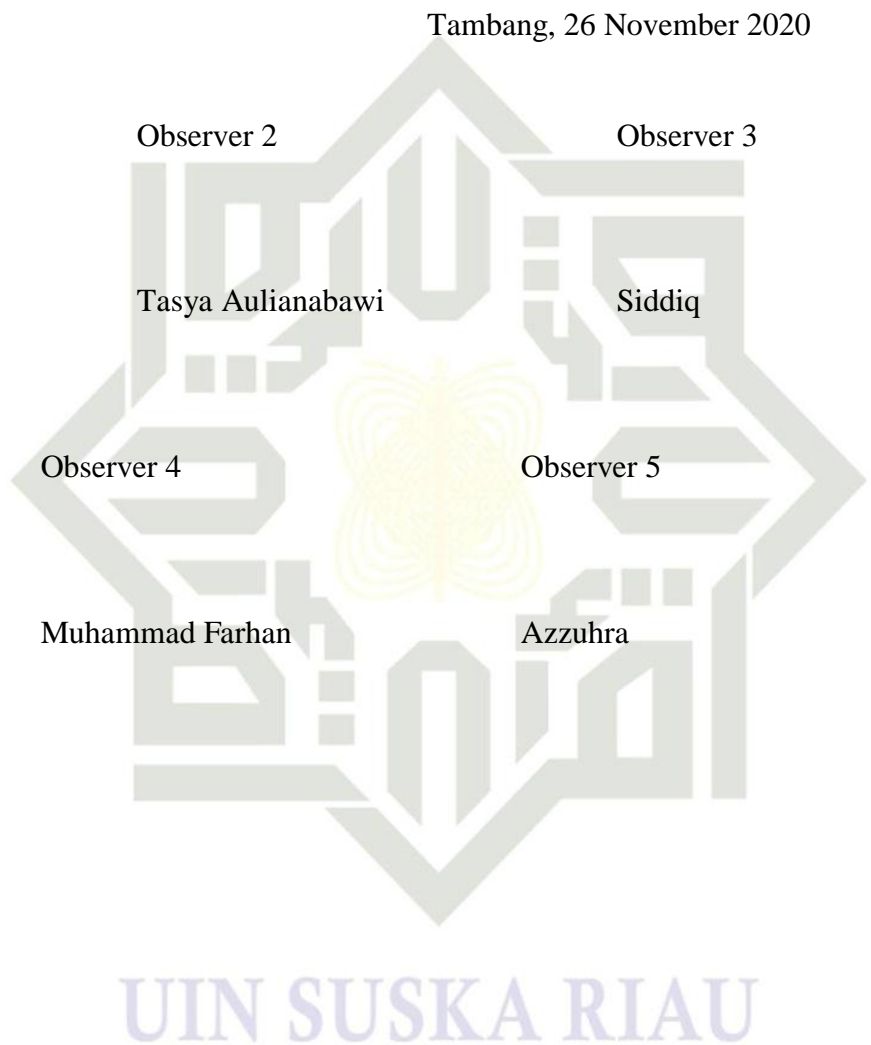 Tambang, 26 November 2020
Observer 2 Observer 3
Tasya Aulianabawi Siddiq
Observer 4 Observer 5
Muhammad Farhan Azzuhra
UIN SUSKA RIAU